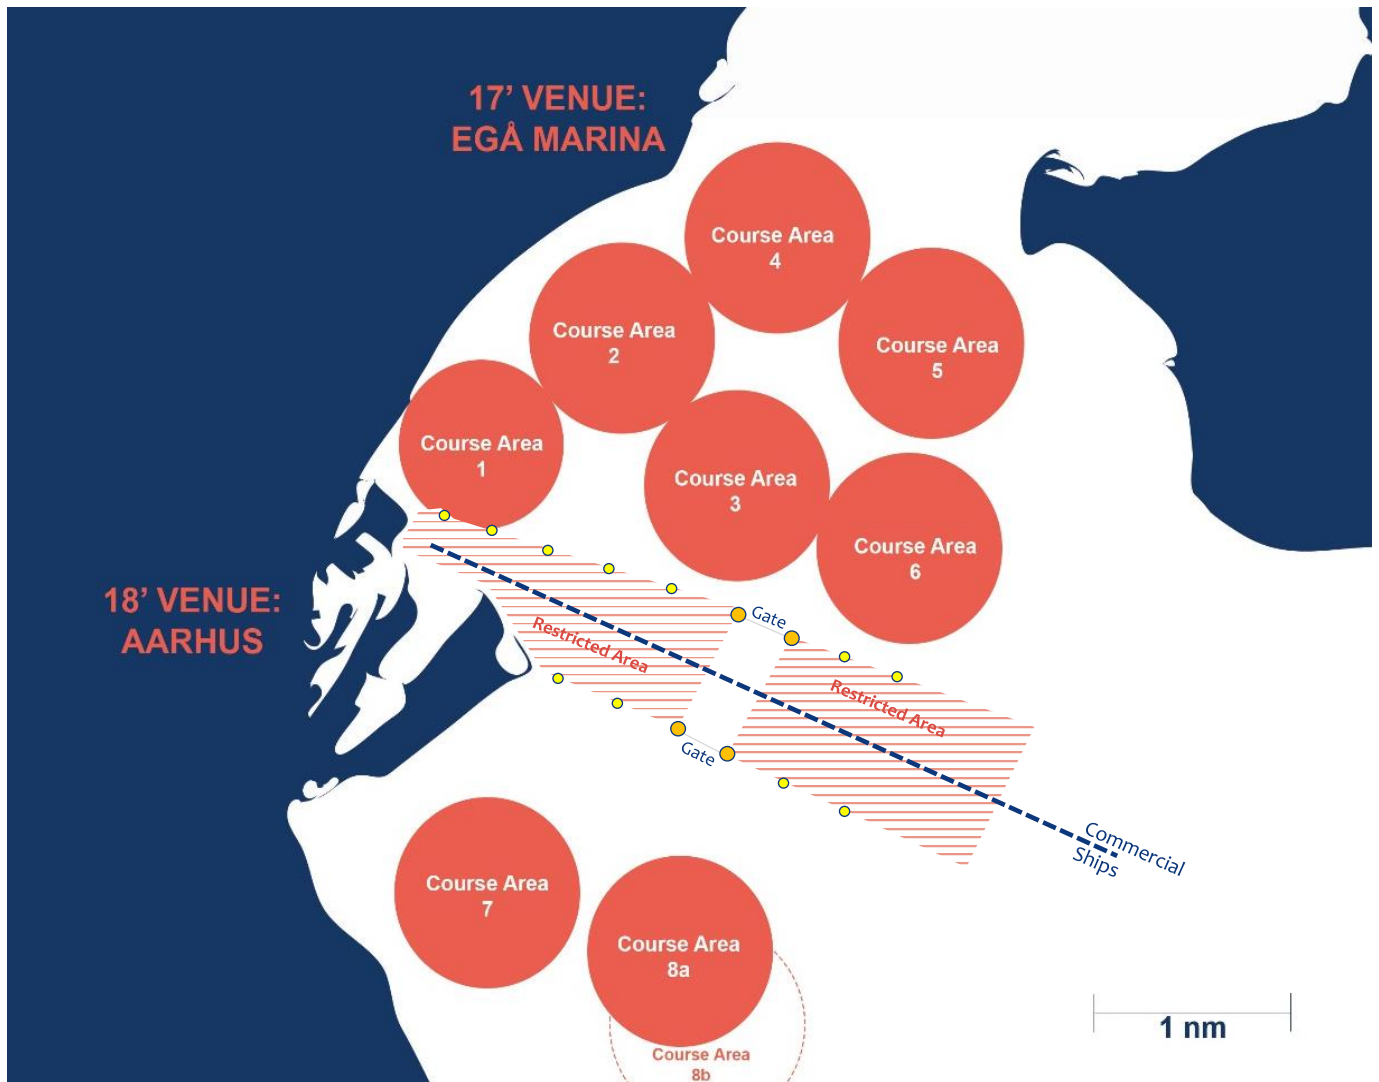 17’ VENUE:
EGÅ MARINA
Course Area
4
Course Area
2
Course Area
5
Course Area
1
Course Area
3
Course Area
6
18’ VENUE:
AARHUS
Gate
Restricted Area
Restricted Area
Gate
Commercial
Ships
Course Area
7
Course Area
8a
1 nm
Course Area
8b